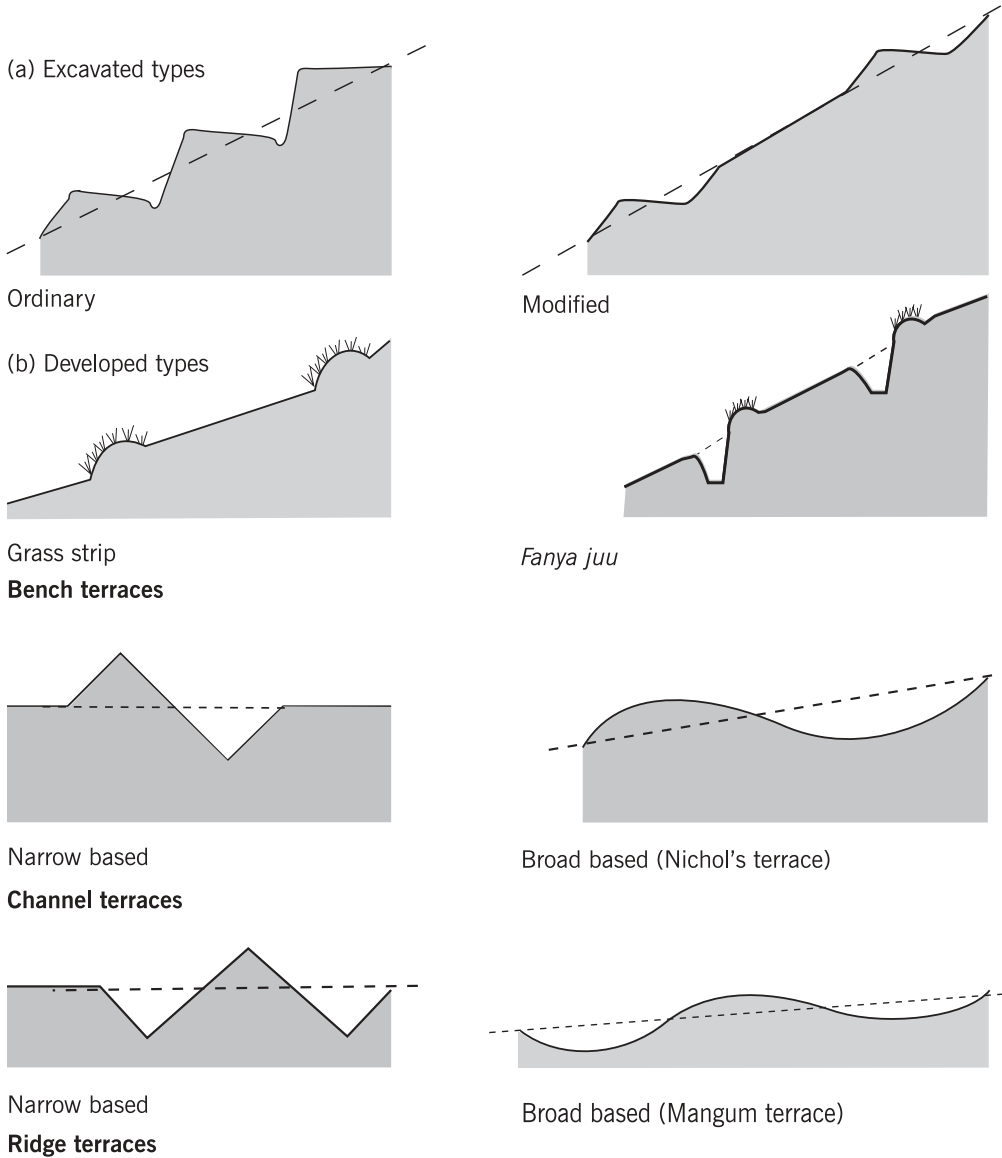 (a) Excavated types
Ordinary
Modified
(b) Developed types
Grass strip
Fanya juu
Bench terraces
Narrow based
Broad based (Nichol's terrace)
Channel terraces
Narrow based
Broad based (Mangum terrace)
Ridge terraces